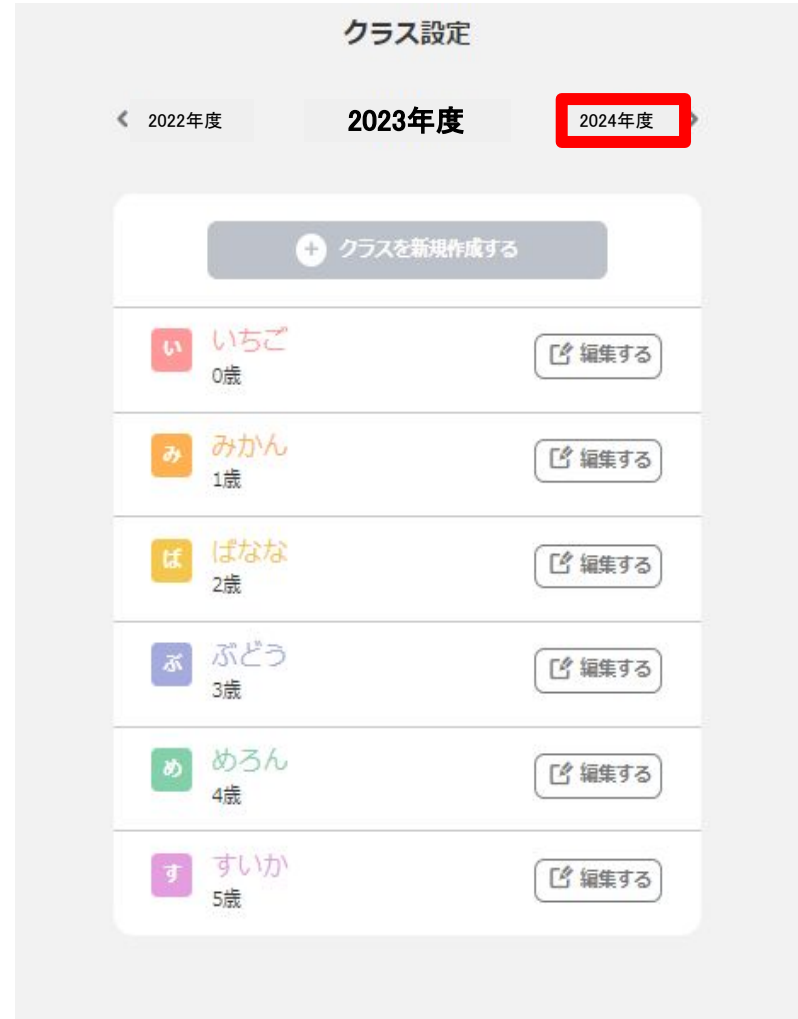 クラス設定
2022年度 2023年度 2024年度
クラスを新規作成する
い いちご 編集する
0歳
み みかん 編集する
1歳
ば ばなな 編集する
2歳
ぶ ぶどう 編集する
3歳
め めろん 編集する
4歳
す すいか 編集する
5歳